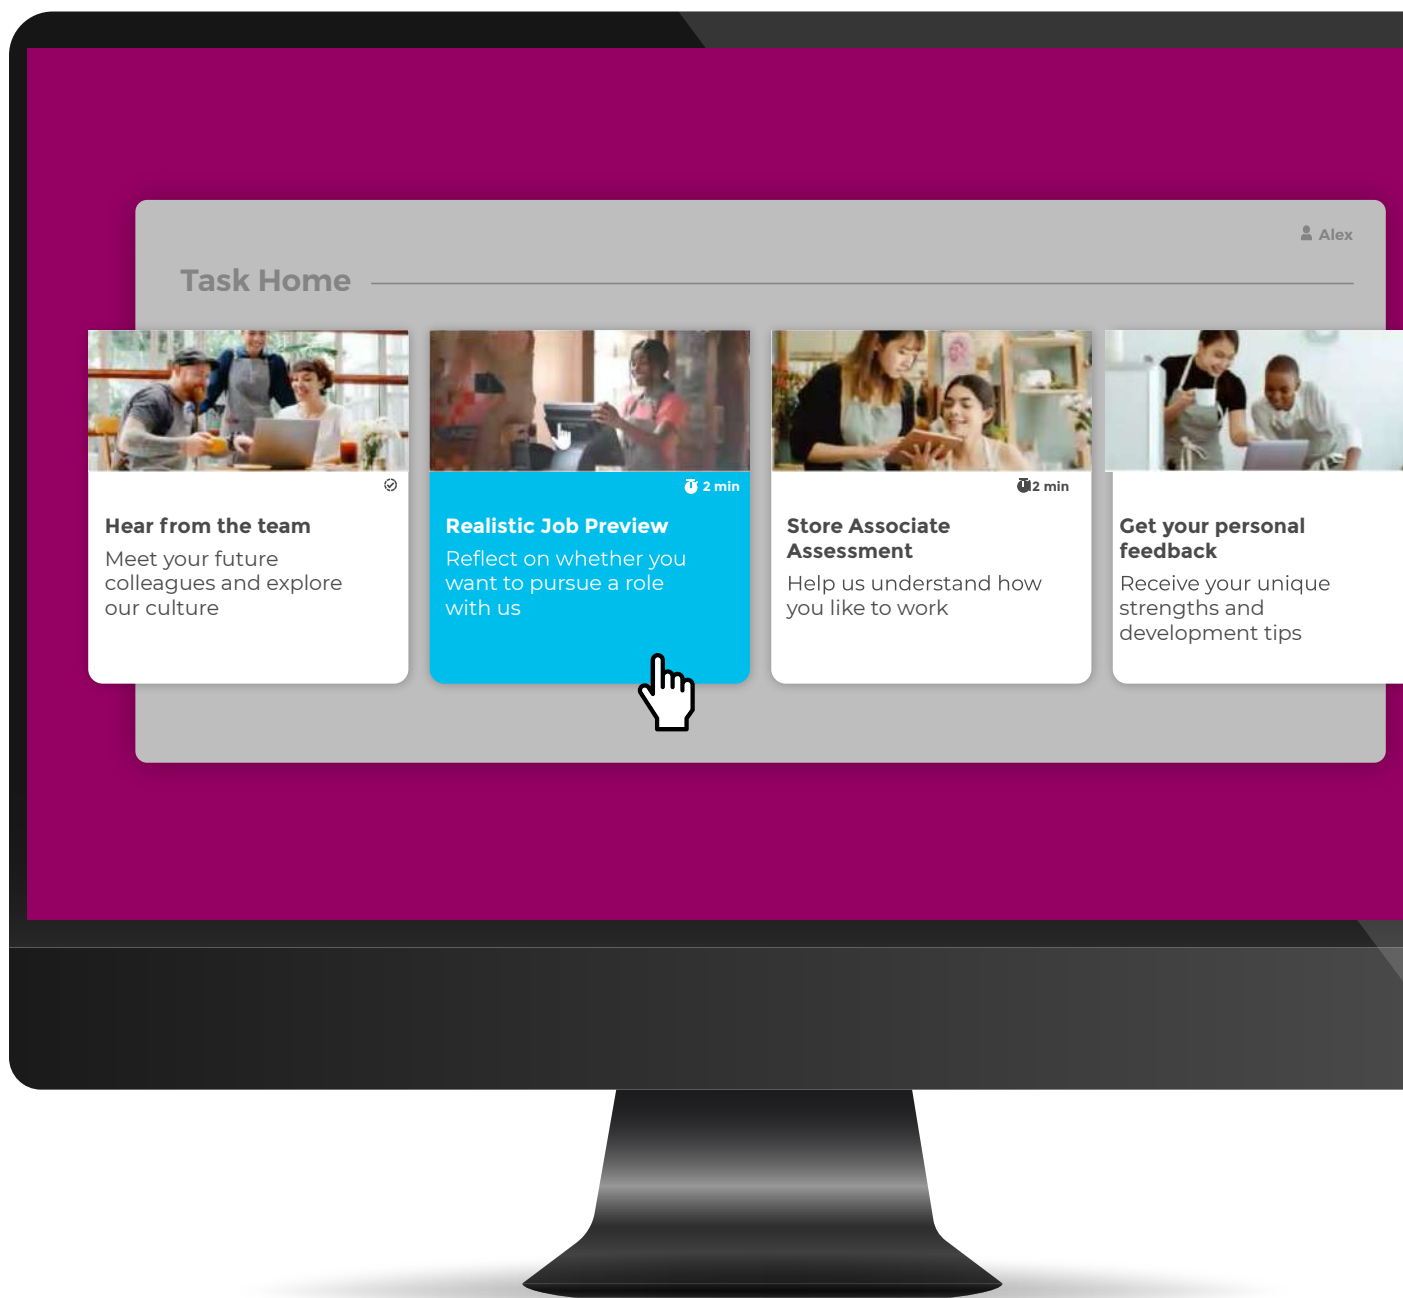 Alex
Task Home
2 min
12 min
Hear from the team
Meet your future
colleagues and explore
our culture
Realistic Job Preview
Reflect on whether you
want to pursue a role
with us
Store Associate
Assessment
Help us understand how
you like to work
Get your personal
feedback
Receive your unique
strengths and
development tips